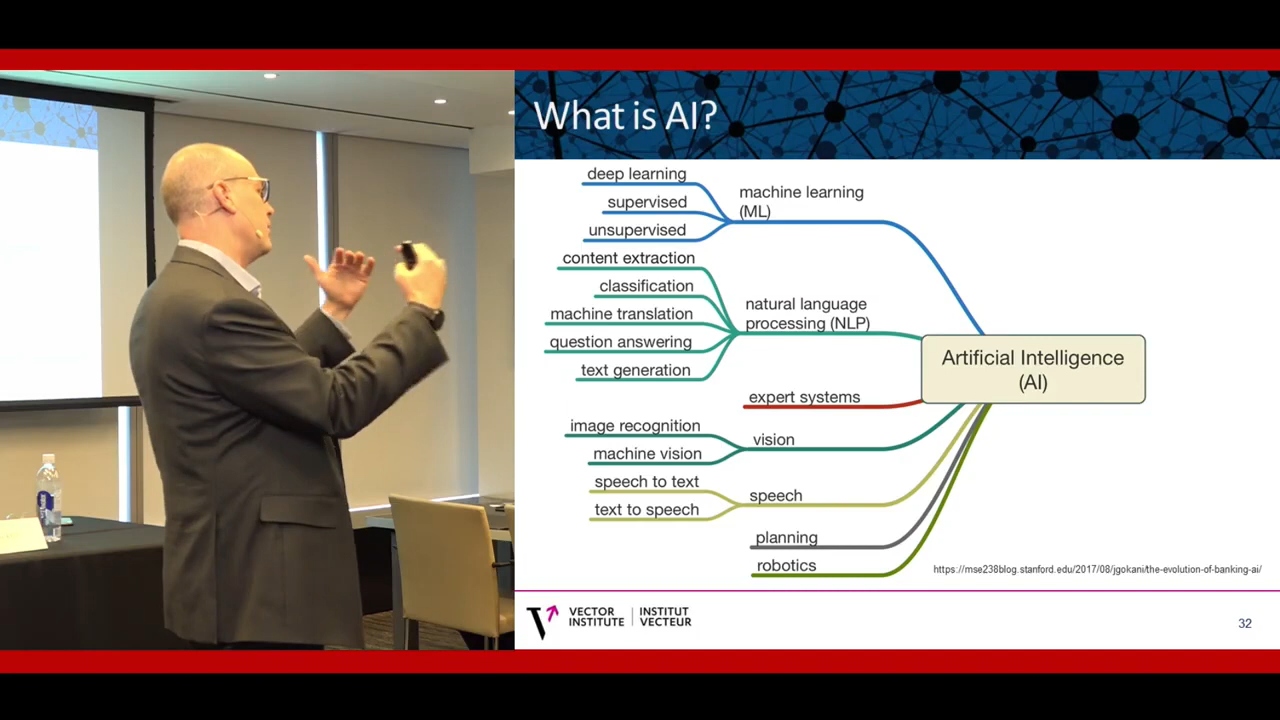 What is AI?
deep learning
supervised
unsupervised
machine learning
(ML)
content extraction
classification
machine translation
question answering
text generation
natural language
processing (NLP)
Artificial Intelligence
(AI)
expert systems
image recognition
machine vision
vision
speech to text
text to speech
speech
planning
robotics
https://mse238blog.stanford.edu/2017/08/jgokani/the-evolution-of-banking-ai/
VECTOR
INSTITUTE
INSTITUT
VECTEUR
32